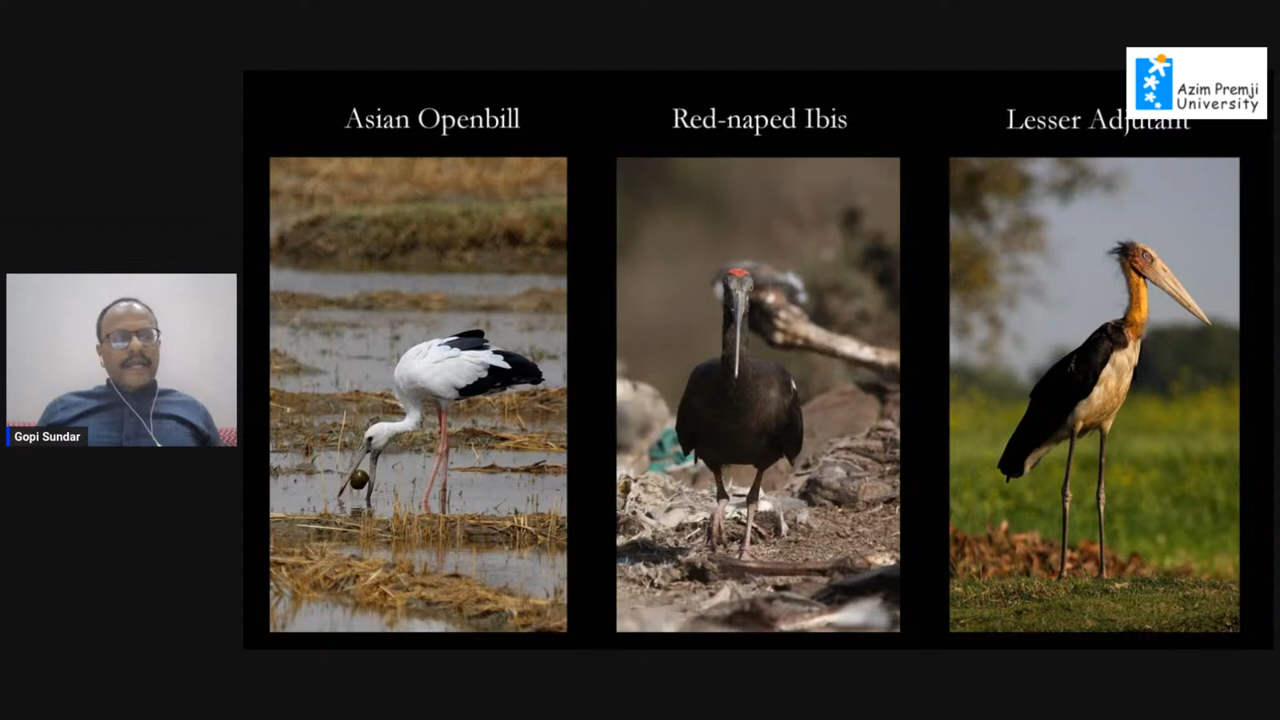 Asian Openbill
Red-naped Ibis
Lesser Adjutant
Azim Premji
University
Gopi Sundar